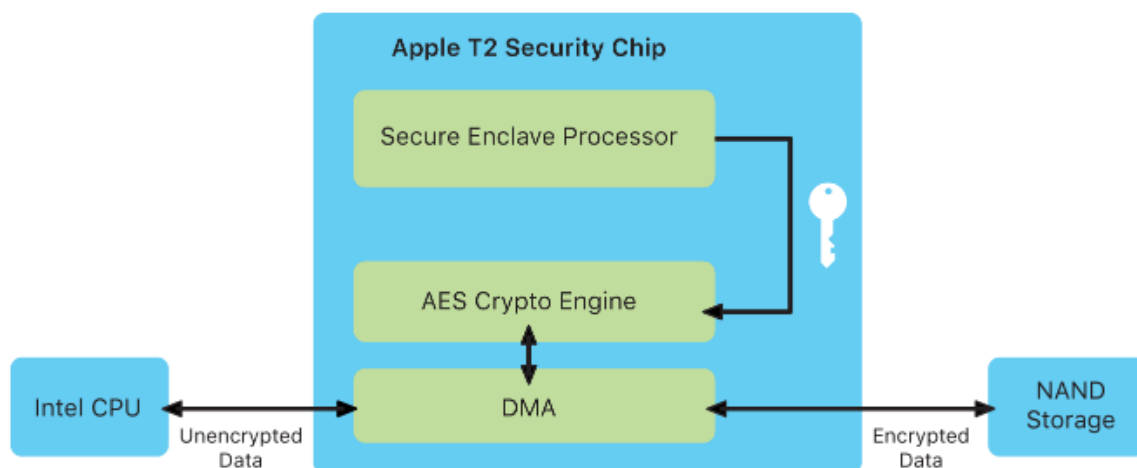 Apple T2 Security Chip
Secure Enclave Processor
AES Crypto Engine
Intel CPU
Unencrypted
Data
DMA
Encrypted
Data
NAND
Storage